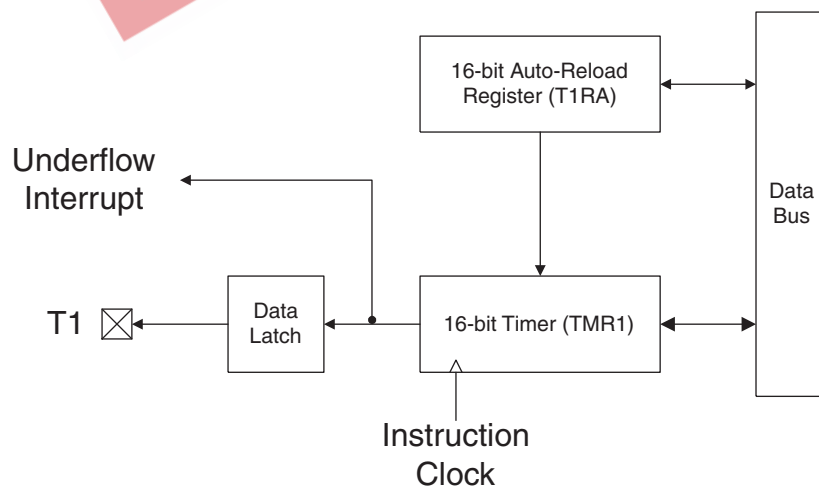 16-bit Auto-Reload
Register (T1RA)
Underflow
Interrupt
Data
Bus
T1
Data
Latch
16-bit Timer (TMR1)
Instruction
Clock